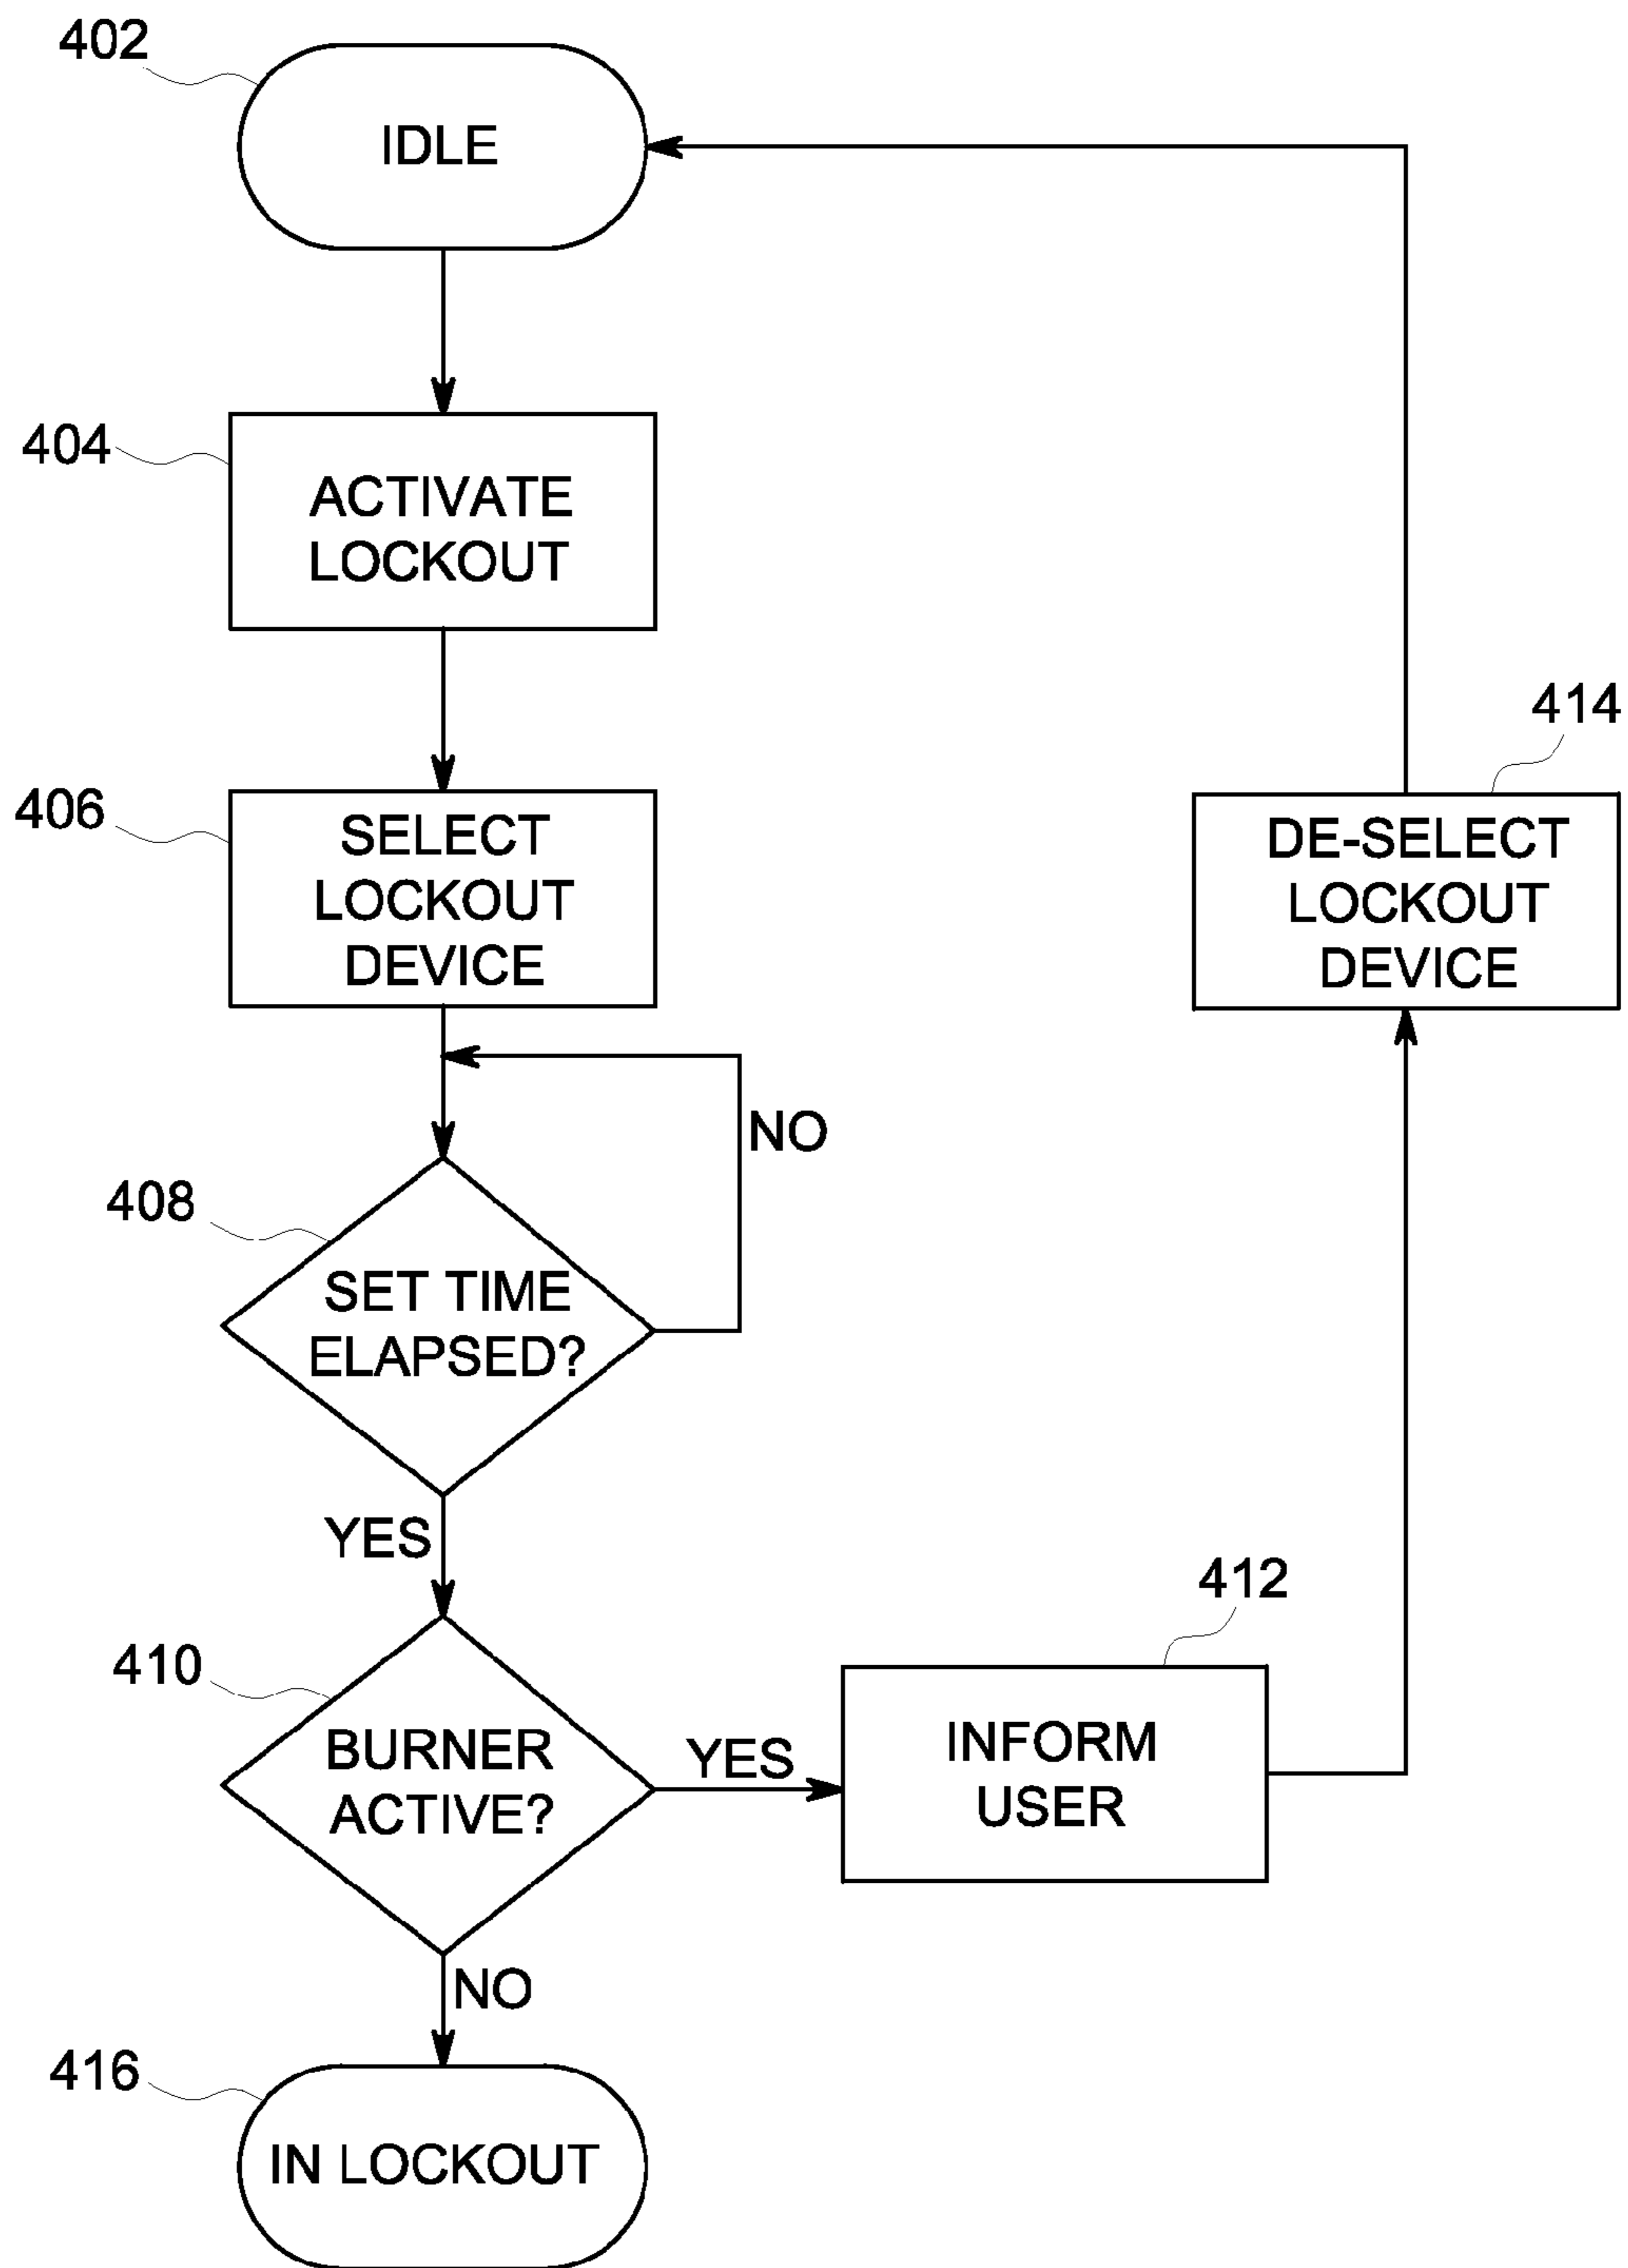 402
IDLE
404
ACTIVATE
LOCKOUT
406
SELECT
LOCKOUT
DEVICE
414
DE-SELECT
LOCKOUT
DEVICE
NO
408
SET TIME
ELAPSED?
YES
410
BURNER
ACTIVE?
YES
412
INFORM
USER
NO
416
IN LOCKOUT